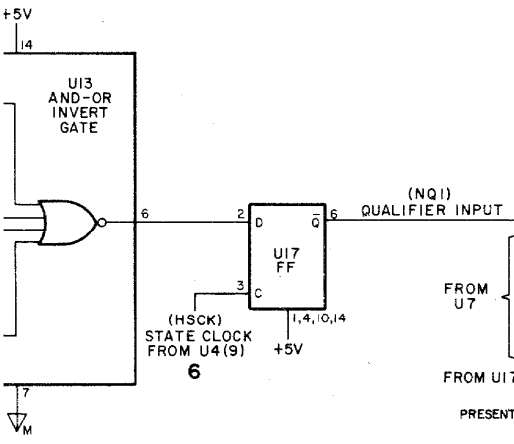 +5V
14
U13
AND-OR
INVERT
GATE
6
2
D
Q̅
6
(NQ1)
QUALIFIER INPUT
U17
FF
3
C
1,4,10,14
+5V
(HSCK)
STATE CLOCK
FROM U4(9)
6
FROM
U7
FROM U17
PRESENT
7
M